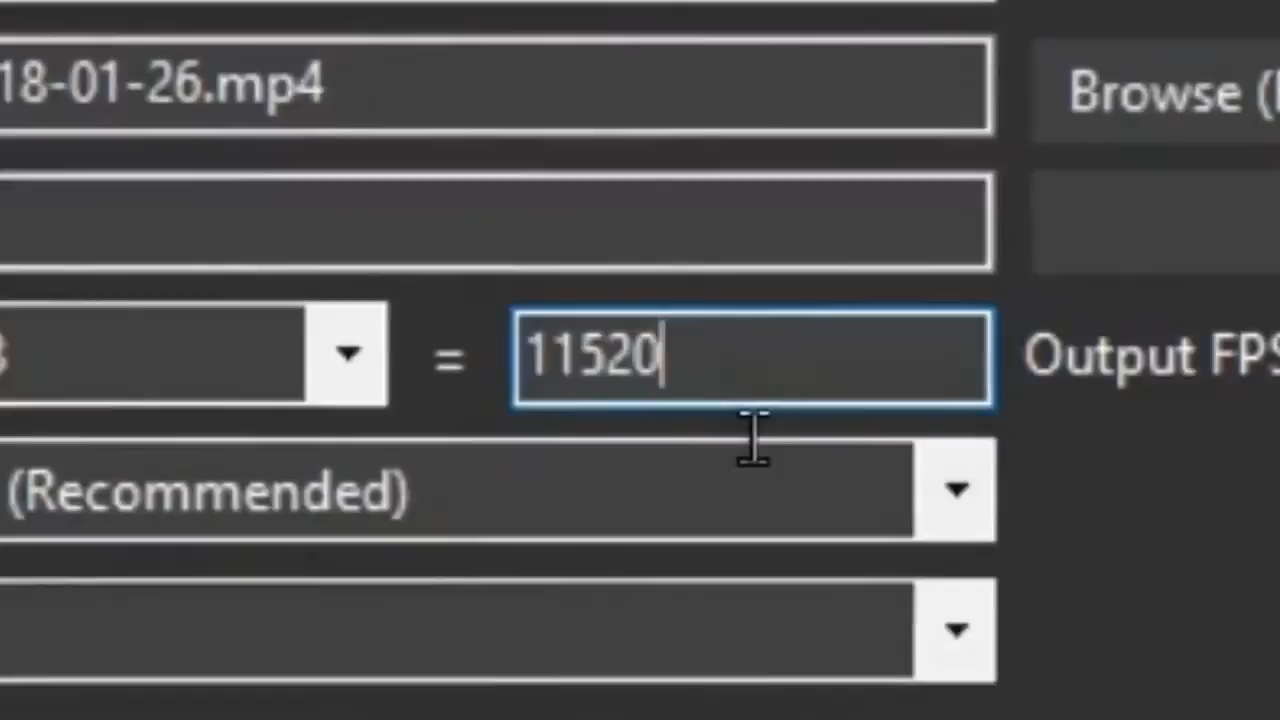 18-01-26.mp4 Browse (
= 11520 Output FPS
(Recommended)